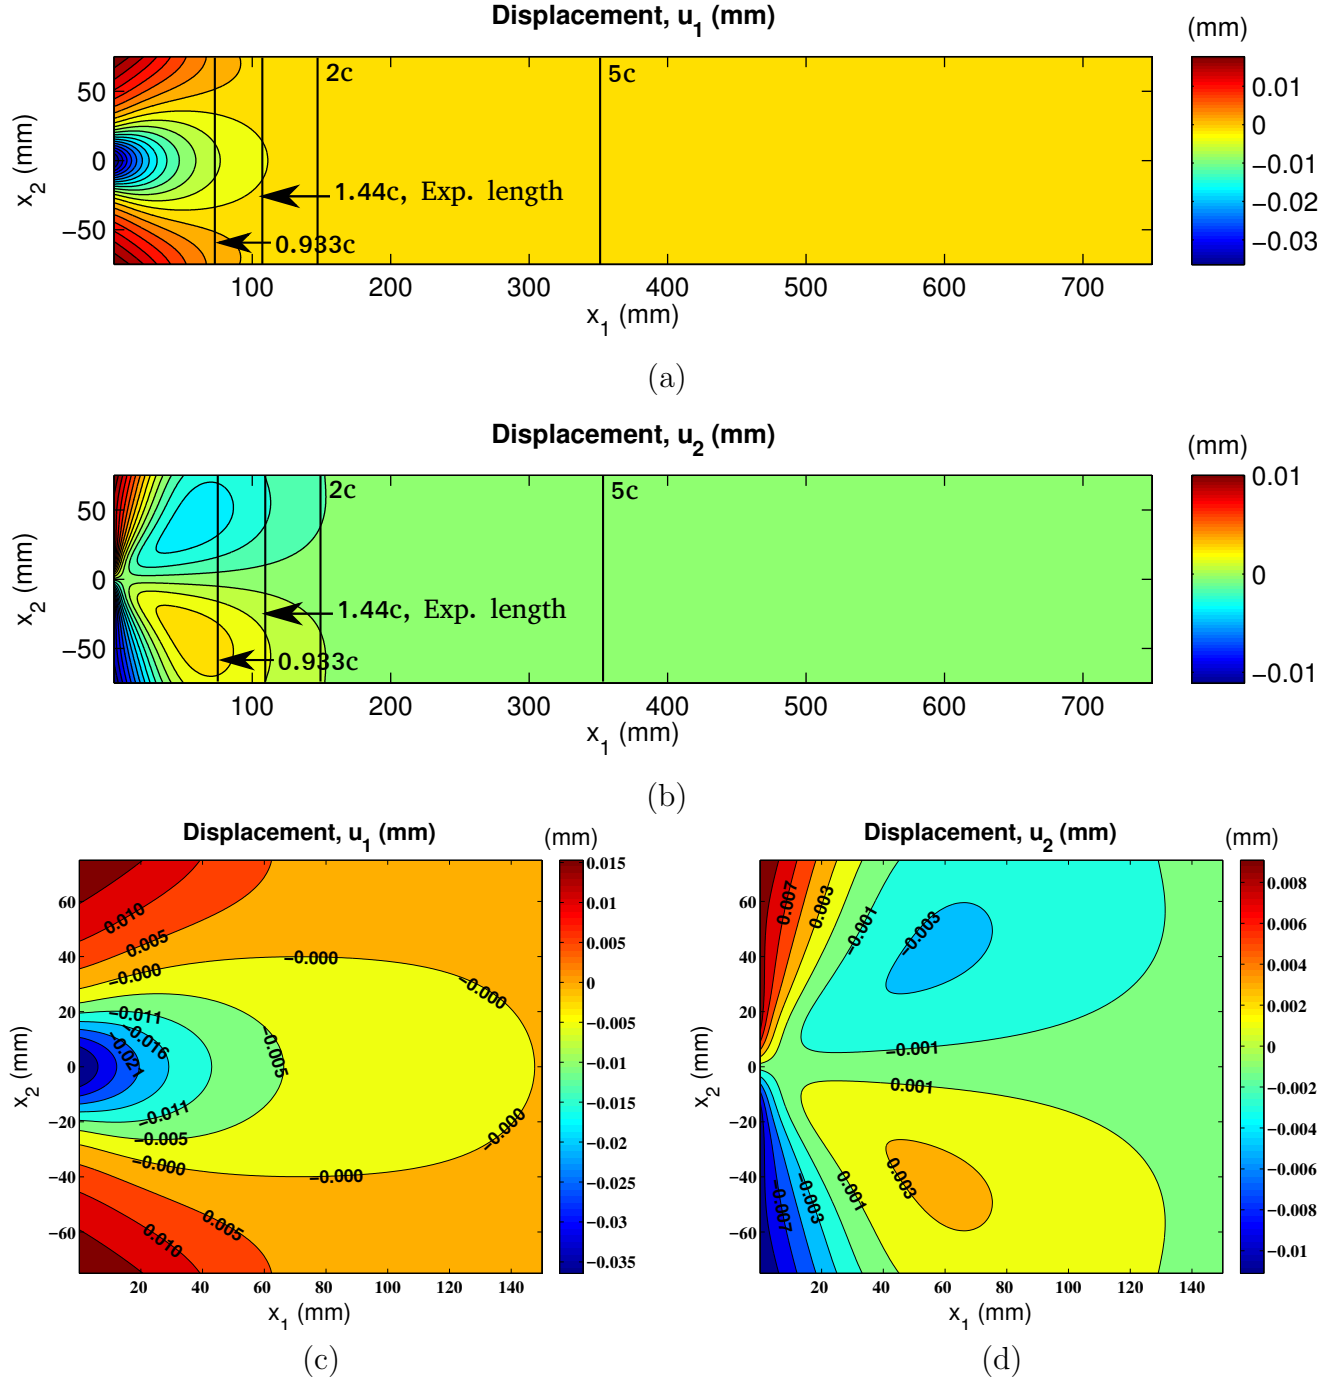 Displacement, u1 (mm)
(mm)
50
0
−50
x2 (mm)
2c
5c
1.44c, Exp. length
0.933c
0.01
0
−0.01
−0.02
−0.03
100 200 300 400 500 600 700
x1 (mm)
(a)
Displacement, u2 (mm)
(mm)
50
0
−50
x2 (mm)
2c
5c
1.44c, Exp. length
0.933c
0.01
0
−0.01
100 200 300 400 500 600 700
x1 (mm)
(b)
Displacement, u1 (mm)
(mm)
60
40
20
0
−20
−40
−60
x2 (mm)
0.010
0.005
−0.000
−0.000
−0.000
−0.011
−0.016
−0.021
−0.005
−0.011
−0.005
−0.000
−0.000
−0.000
0.005
0.010
0.015
0.01
0.005
0
−0.005
−0.01
−0.015
−0.02
−0.025
−0.03
−0.035
20 40 60 80 100 120 140
x1 (mm)
(c)
Displacement, u2 (mm)
(mm)
60
40
20
0
−20
−40
−60
x2 (mm)
0.007
0.003
−0.001
−0.003
−0.001
0.001
0.003
0.001
−0.003
−0.007
0.008
0.006
0.004
0.002
0
−0.002
−0.004
−0.006
−0.008
−0.01
20 40 60 80 100 120 140
x1 (mm)
(d)